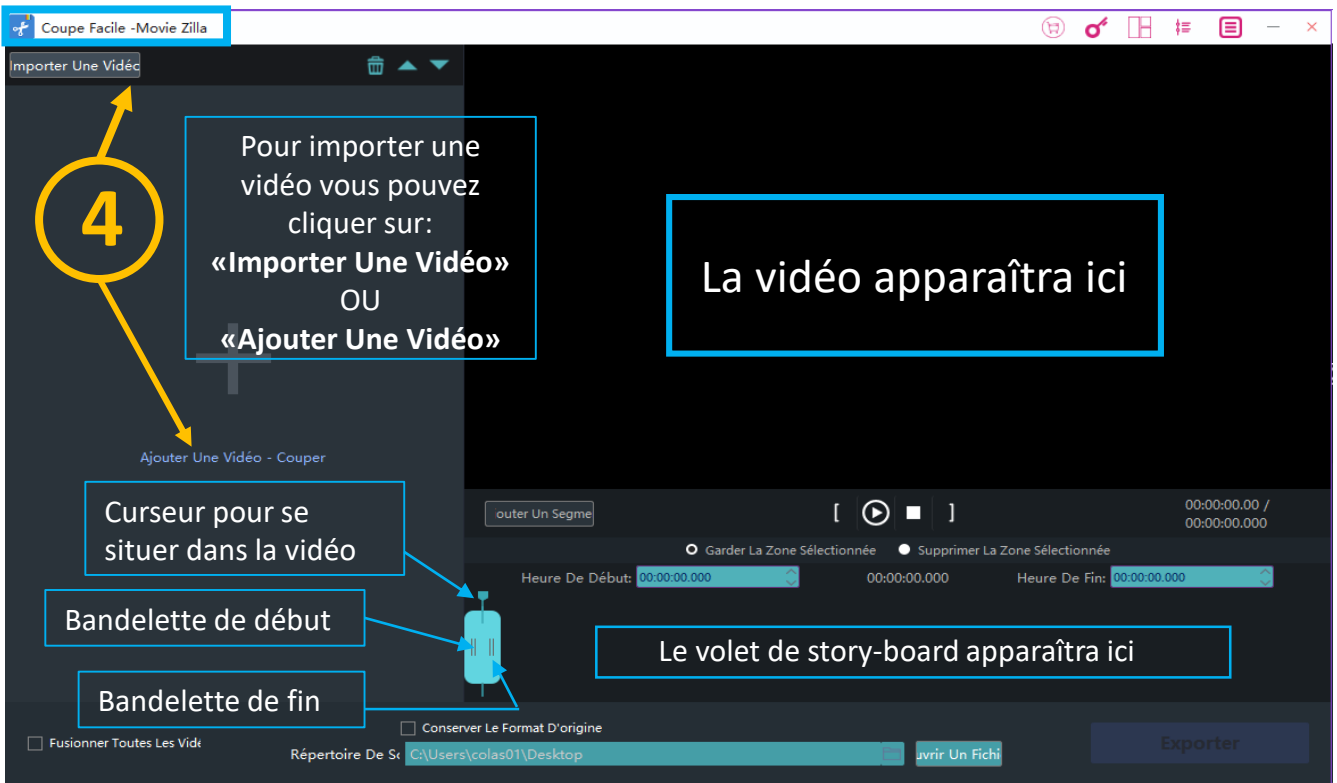 Coupe Facile -Movie Zilla
Importer Une Vidéo
4
Pour importer une
vidéo vous pouvez
cliquer sur:
«Importer Une Vidéo»
OU
«Ajouter Une Vidéo»
La vidéo apparaîtra ici
Ajouter Une Vidéo - Couper
Curseur pour se
situer dans la vidéo
outer Un Segme
[ ]
00:00:00.00 /
00:00:00.000
Garder La Zone Sélectionnée Supprimer La Zone Sélectionnée
Heure De Début: 00:00:00.000 00:00:00.000 Heure De Fin: 00:00:00.000
Bandelette de début
Le volet de story-board apparaîtra ici
Bandelette de fin
Conserver Le Format D'origine
Fusionner Toutes Les Vidé
Répertoire De So C:\Users\colas01\Desktop uvrir Un Fichi
Exporter